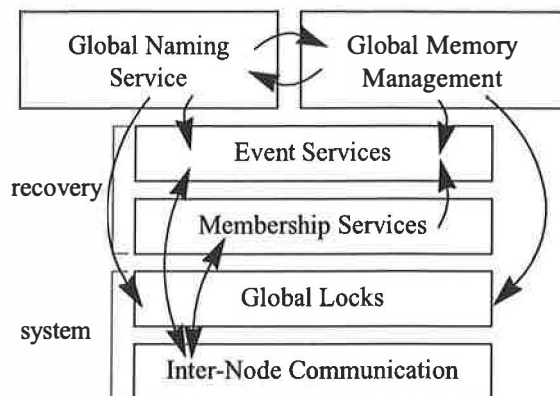 Global Naming
Service
Global Memory
Management
Event Services
recovery
Membership Services
Global Locks
system
Inter-Node Communication